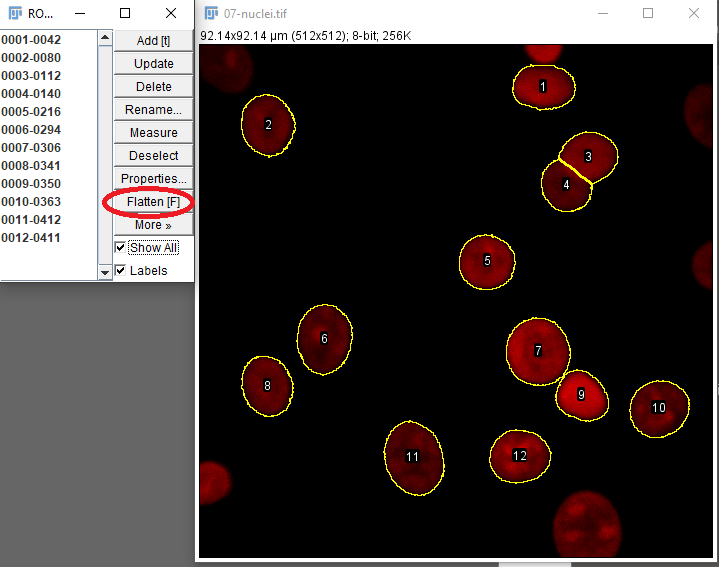 RO...
0001-0042
0002-0080
0003-0112
0004-0140
0005-0216
0006-0294
0007-0306
0008-0341
0009-0350
0010-0363
0011-0412
0012-0411
Add [t]
Update
Delete
Rename...
Measure
Deselect
Properties...
Flatten [F]
More »
Show All
Labels
07-nuclei.tif
92.14x92.14 µm (512x512); 8-bit; 256K
1
2
3
4
5
6
7
8
9
10
11
12